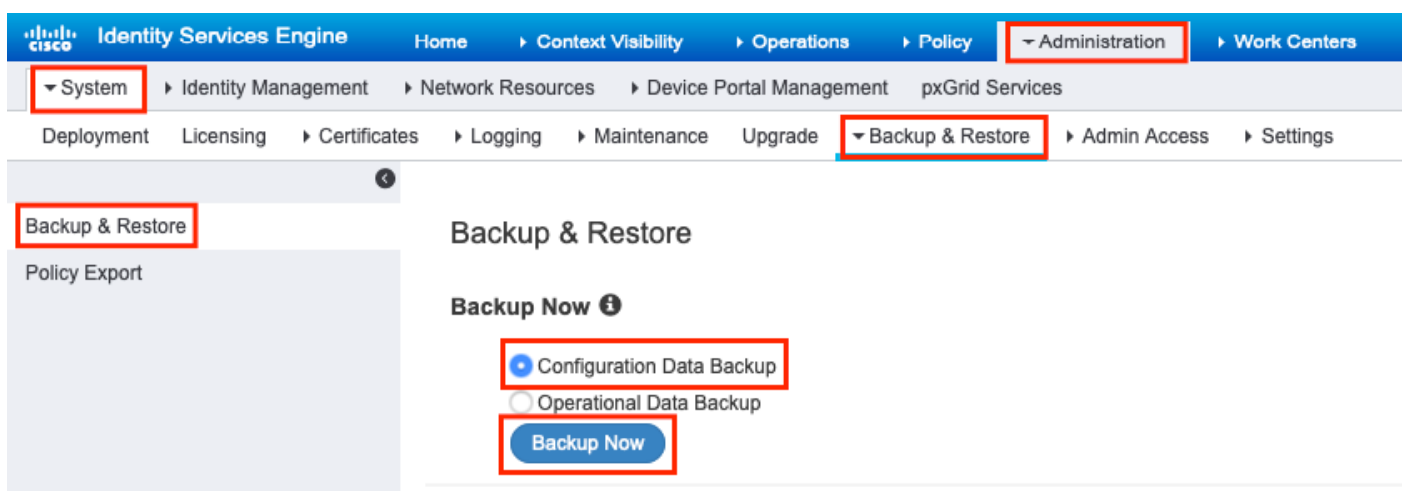 cisco Identity Services Engine Home Context Visibility Operations Policy Administration Work Centers
System Identity Management Network Resources Device Portal Management pxGrid Services
Deployment Licensing Certificates Logging Maintenance Upgrade Backup & Restore Admin Access Settings
Backup & Restore
Policy Export
Backup & Restore
Backup Now
Configuration Data Backup
Operational Data Backup
Backup Now